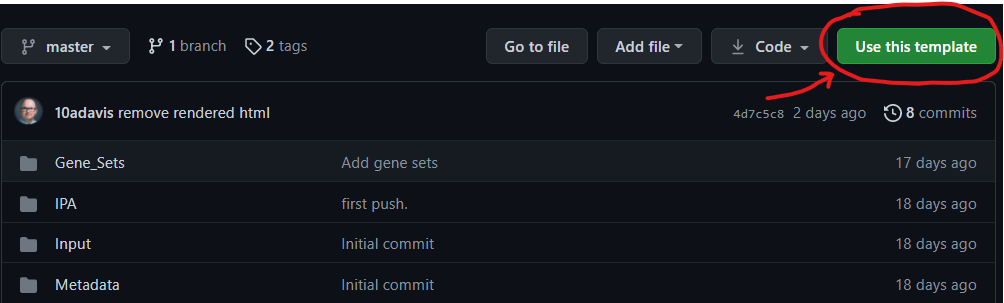 master 1 branch 2 tags Go to file Add file Code Use this template
10adavis remove rendered html 4d7c5c8 2 days ago 8 commits
Gene_Sets Add gene sets 17 days ago
IPA first push. 18 days ago
Input Initial commit 18 days ago
Metadata Initial commit 18 days ago